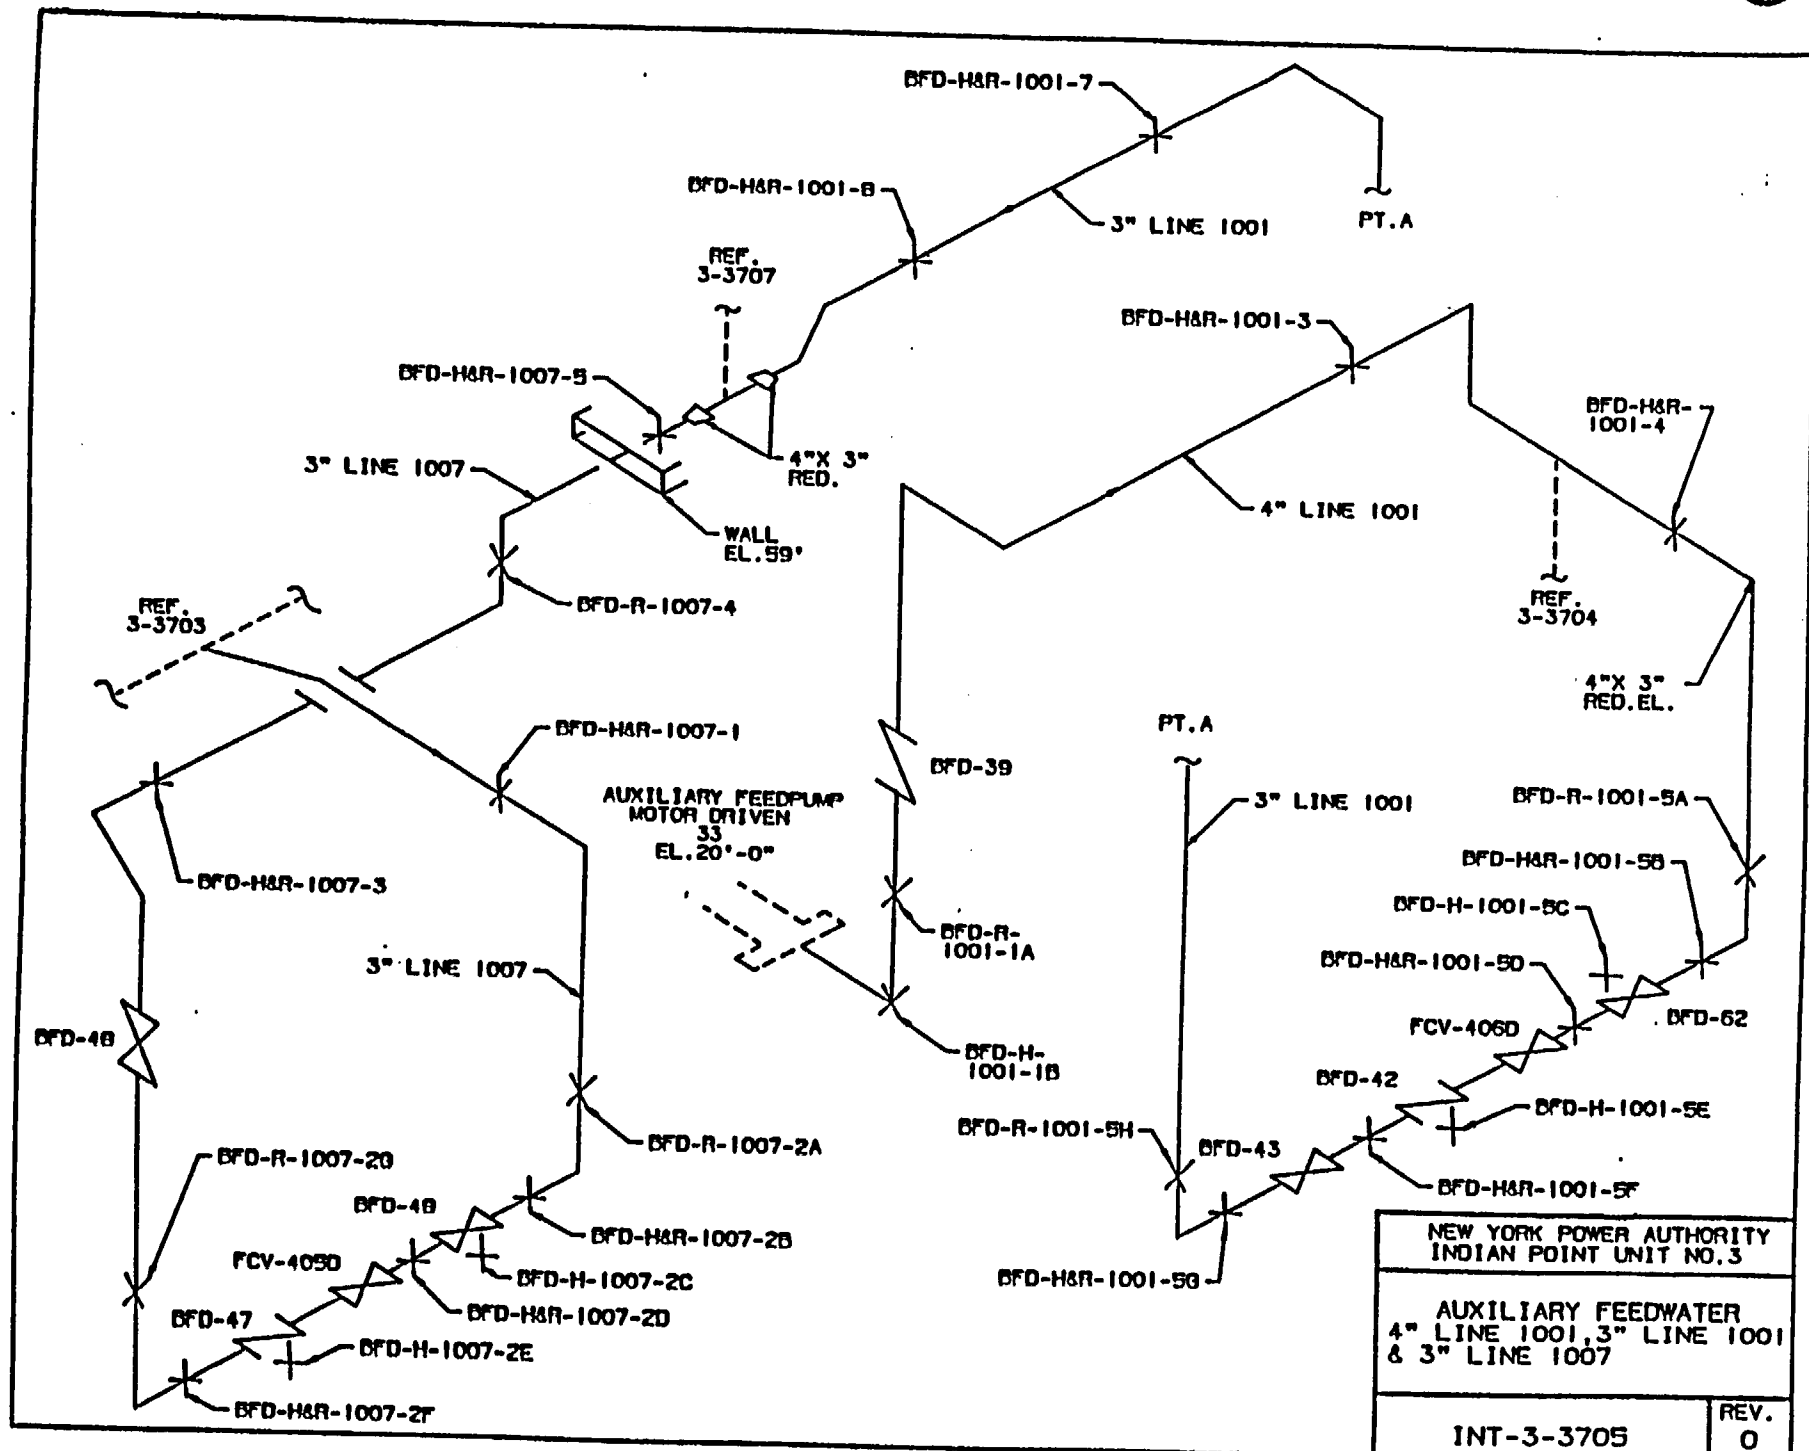 BFD-H&R-1001-7
BFD-H&R-1001-8
3" LINE 1001
PT.A
REF.
3-3707
BFD-H&R-1001-3
BFD-H&R-1007-5
BFD-H&R-
1001-4
3" LINE 1007
4"X 3"
RED.
4" LINE 1001
WALL
EL.59'
REF.
3-3703
BFD-R-1007-4
REF.
3-3704
4"X 3"
RED.EL.
PT.A
BFD-H&R-1007-1
BFD-39
AUXILIARY FEEDPUMP
MOTOR DRIVEN
33
EL.20'-0"
3" LINE 1001
BFD-R-1001-5A
BFD-H&R-1007-3
BFD-H&R-1001-5B
BFD-H-1001-5C
BFD-R-
1001-1A
3" LINE 1007
BFD-H&R-1001-5D
BFD-62
FCV-406D
BFD-H-
1001-1B
BFD-42
BFD-H-1001-5E
BFD-R-1001-5H
BFD-43
BFD-R-1007-2A
BFD-R-1007-2G
BFD-H&R-1001-5F
BFD-H&R-1007-2B
FCV-405D
BFD-H-1007-2C
BFD-H&R-1001-5G
BFD-H&R-1007-2D
BFD-47
BFD-H-1007-2E
BFD-H&R-1007-2F
NEW YORK POWER AUTHORITY
INDIAN POINT UNIT NO.3
AUXILIARY FEEDWATER
4" LINE 1001,3" LINE 1001
& 3" LINE 1007
INT-3-3705
REV.
0